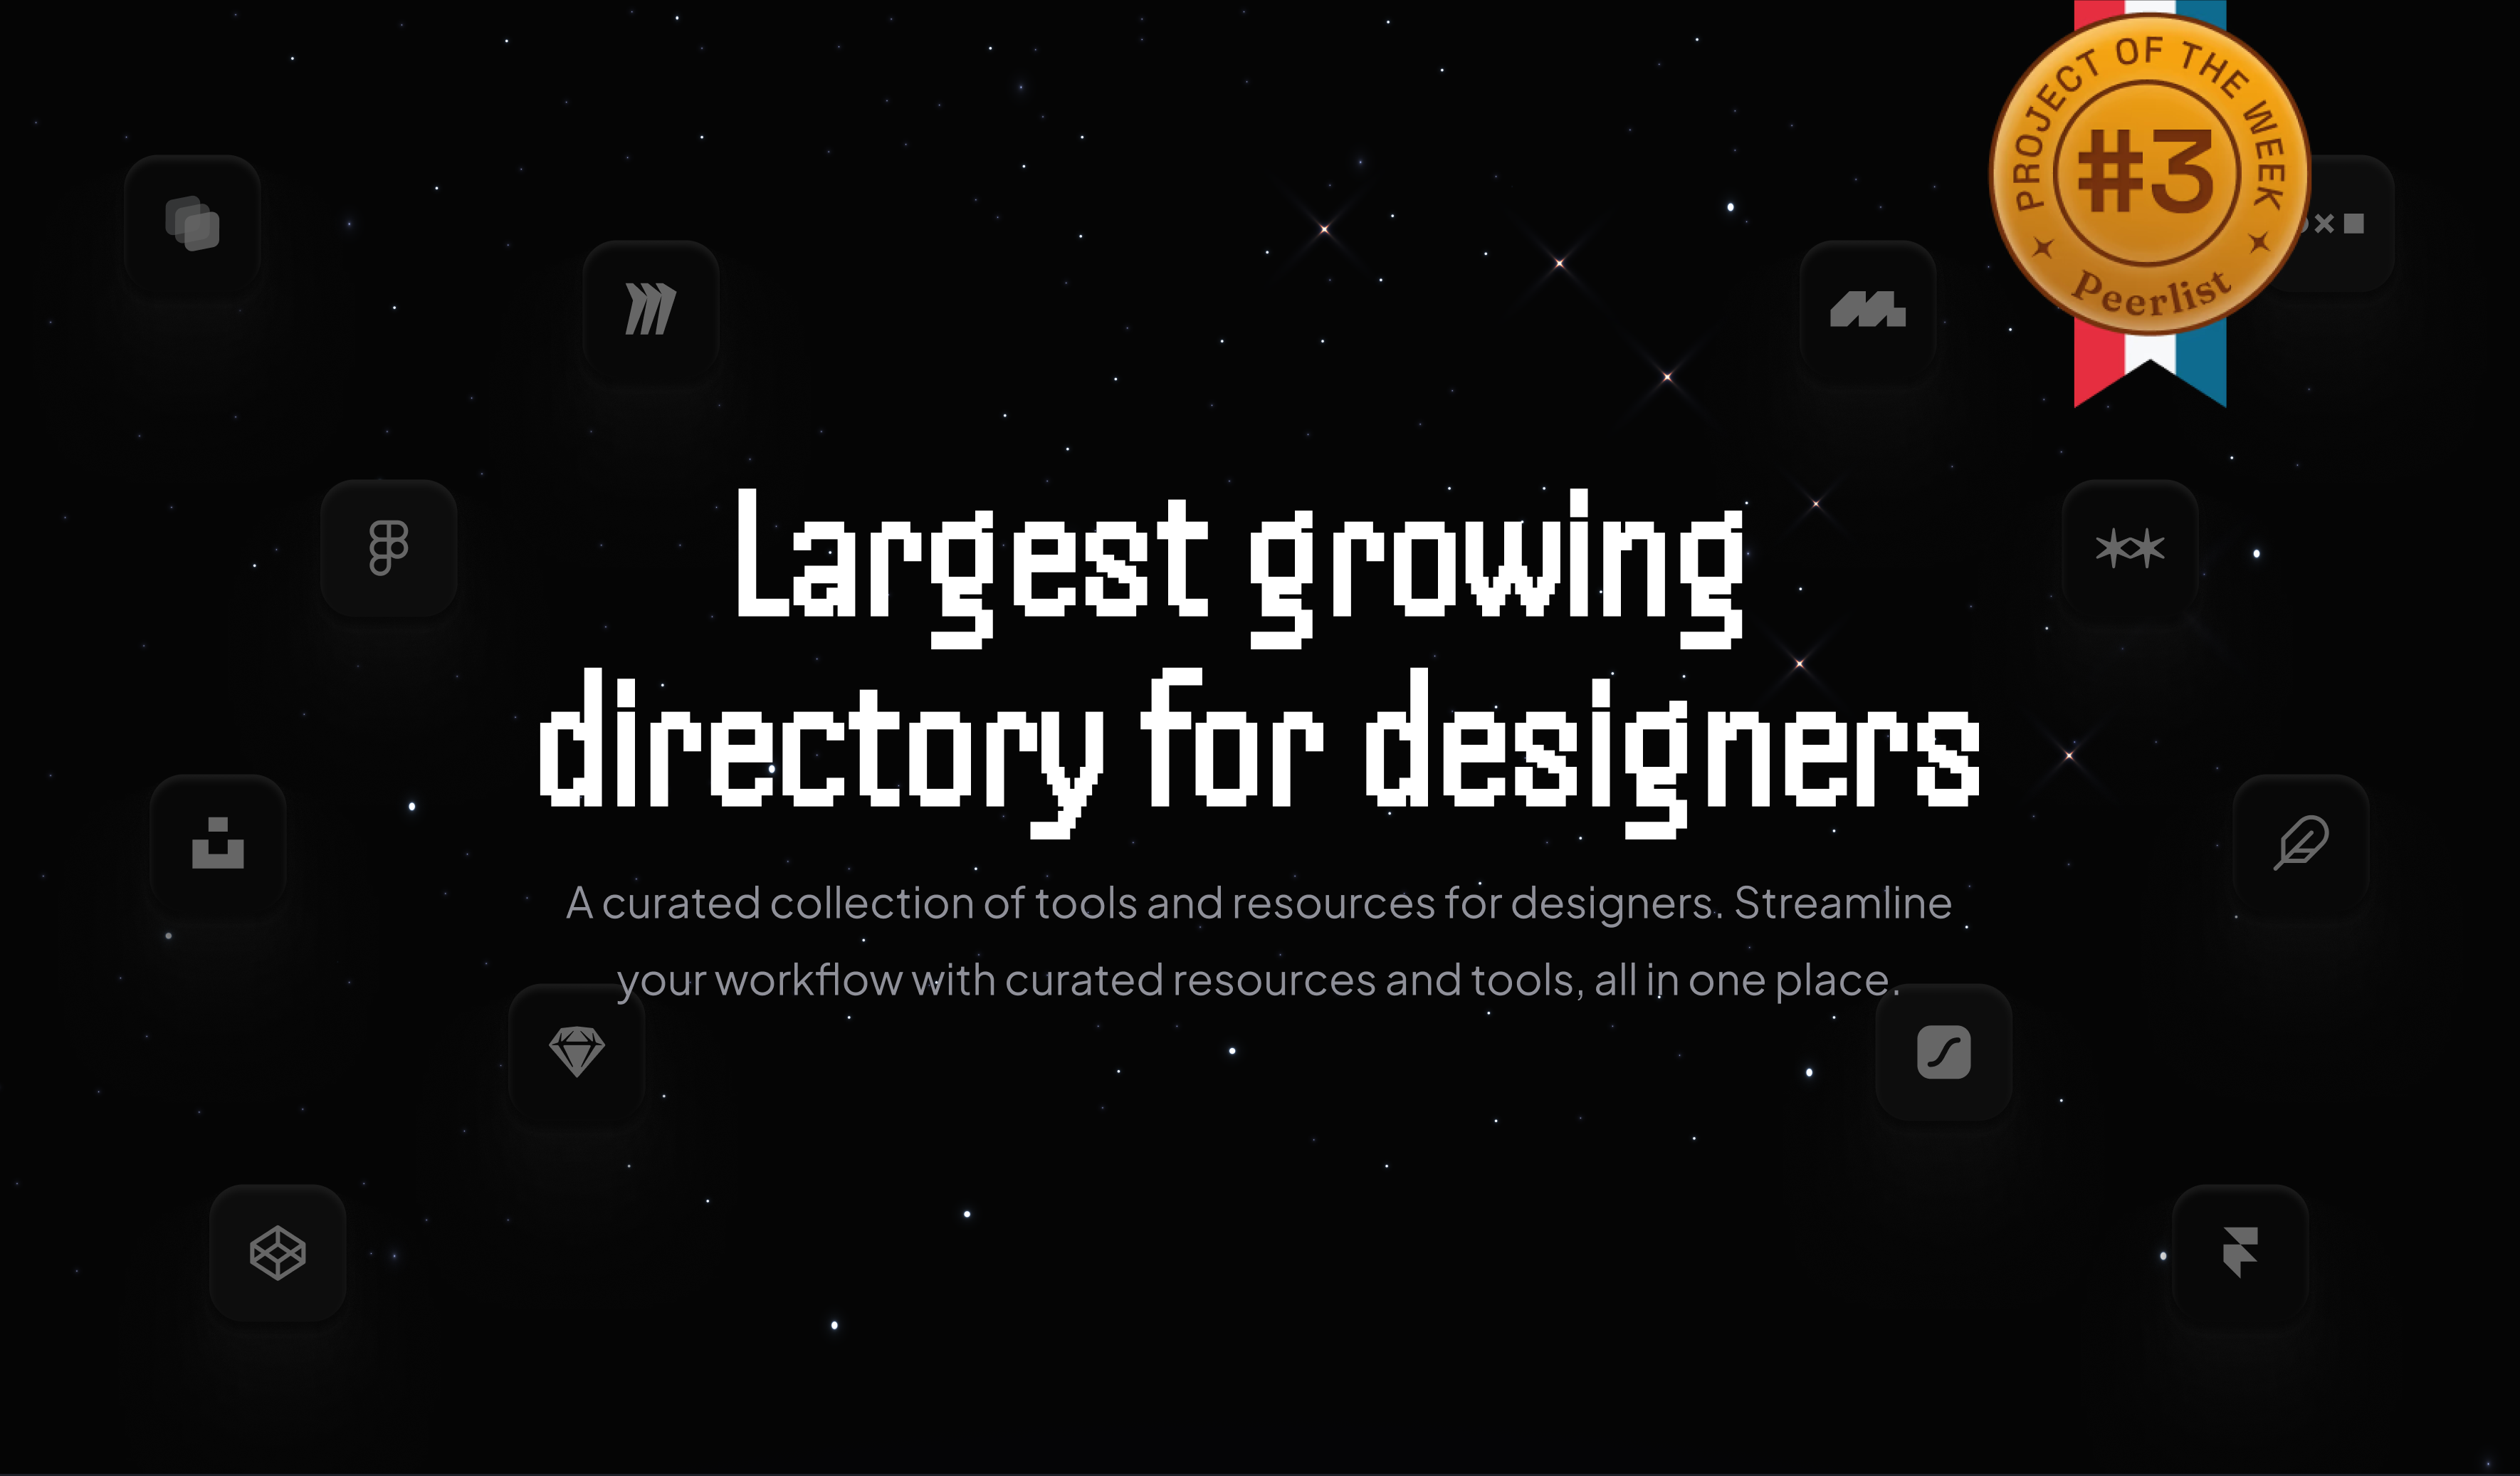 PROJECT OF THE WEEK
#3
Peerlist
Largest growing
directory for designers
A curated collection of tools and resources for designers. Streamline
your workflow with curated resources and tools, all in one place.